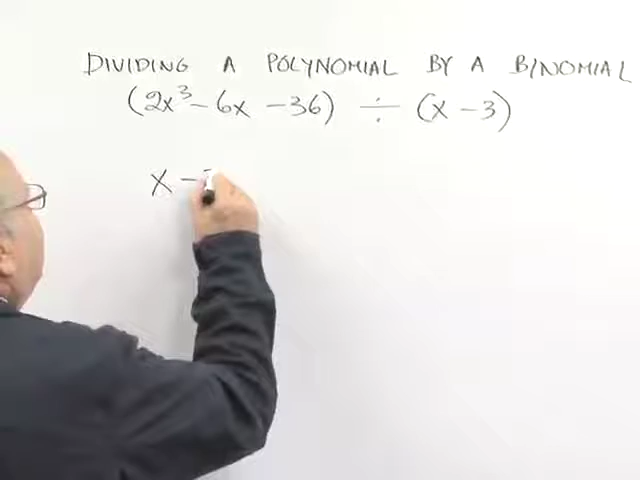 DIVIDING A POLYNOMIAL BY A BINOMIAL
(2x³ - 6x - 36) ÷ (x - 3)
x -